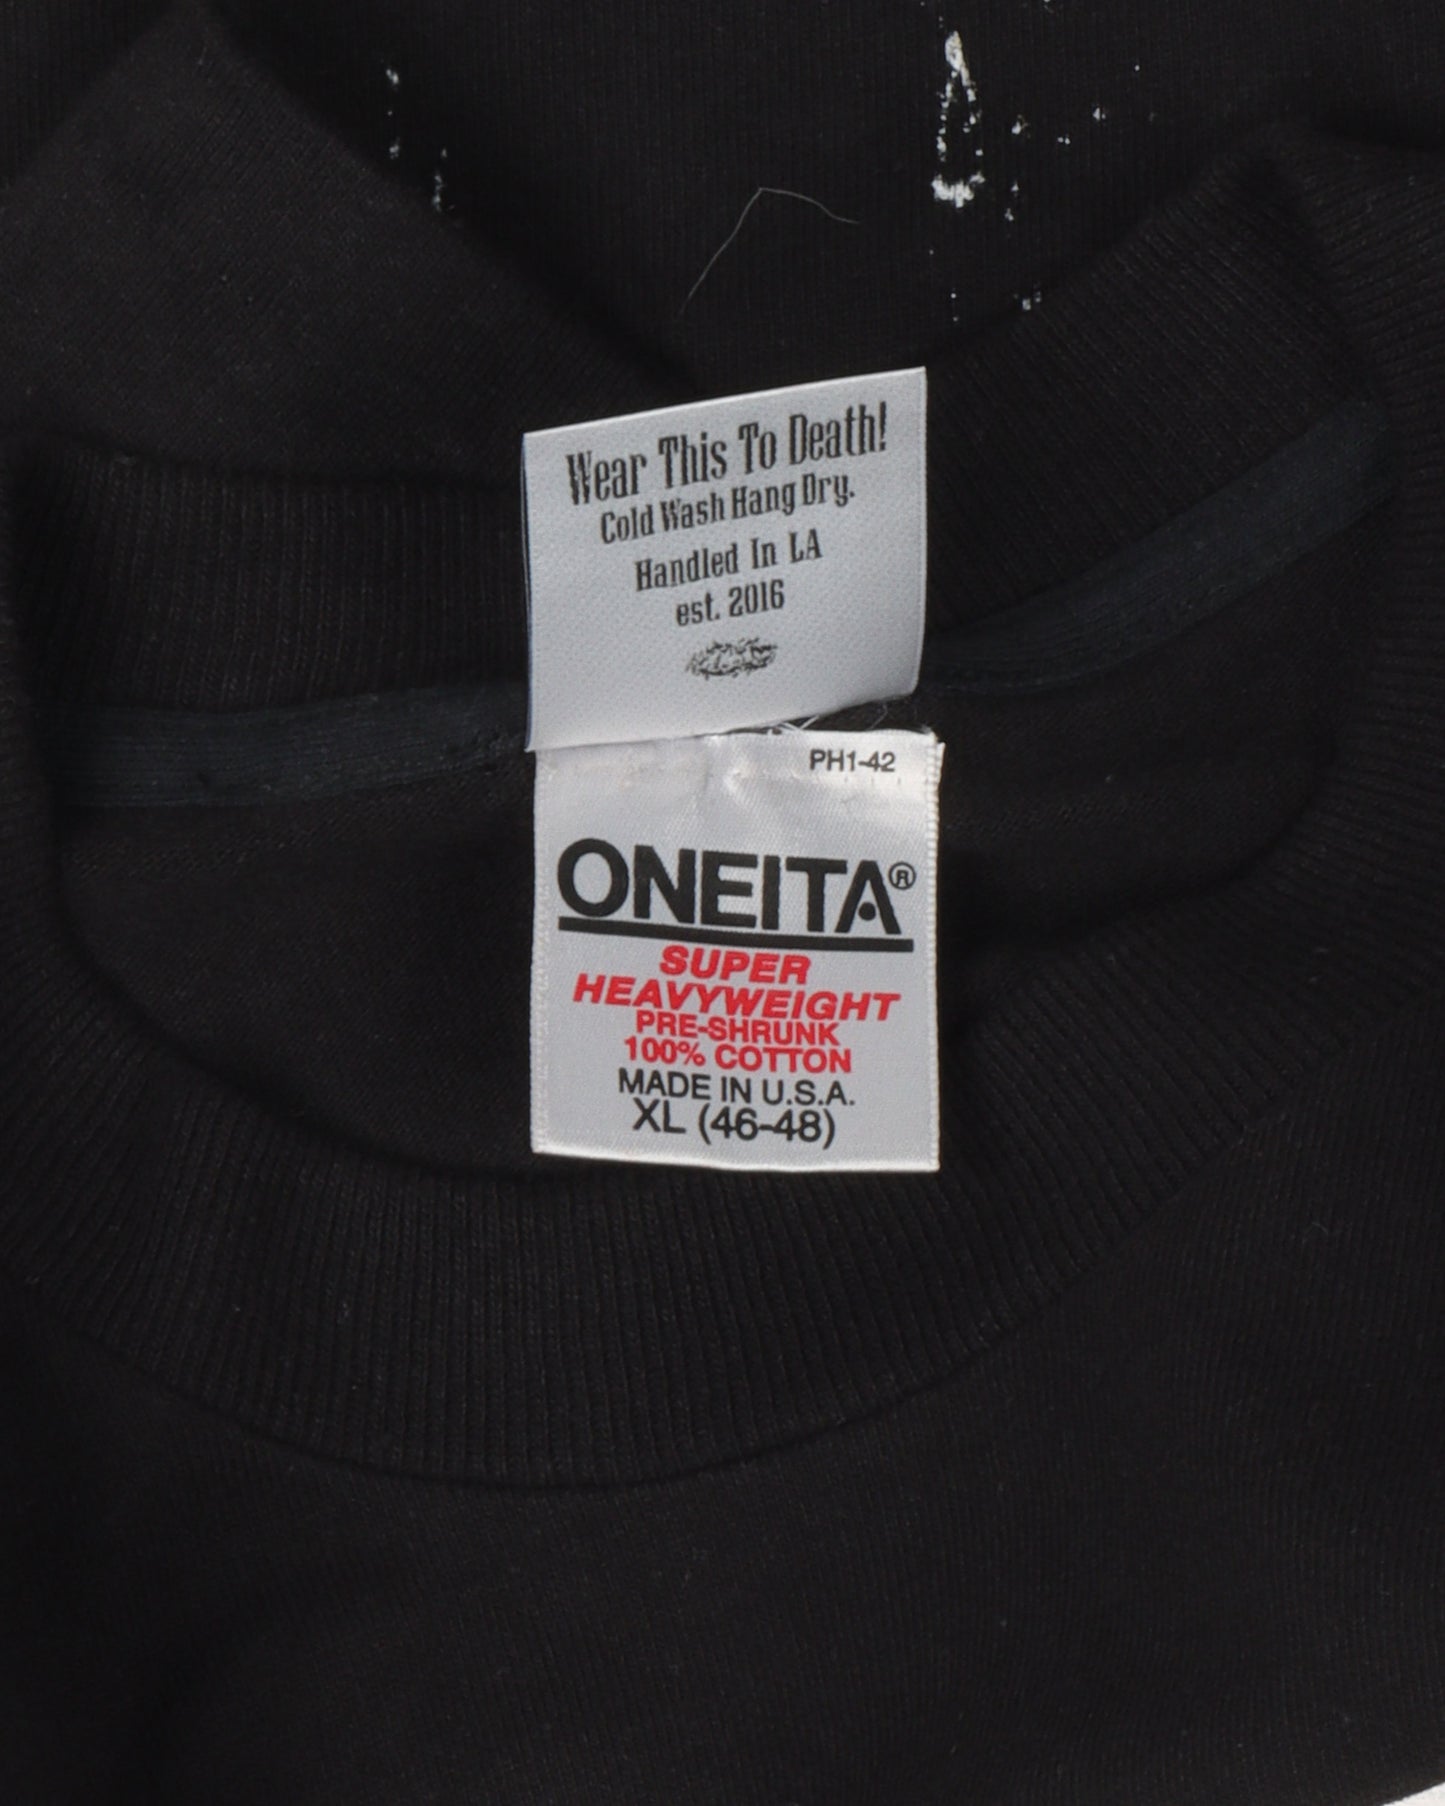 Wear This To Death!
Cold Wash Hang Dry.
Handled In LA
est. 2016
PH1-42
ONEITA®
SUPER
HEAVYWEIGHT
PRE-SHRUNK
100% COTTON
MADE IN U.S.A.
XL (46-48)